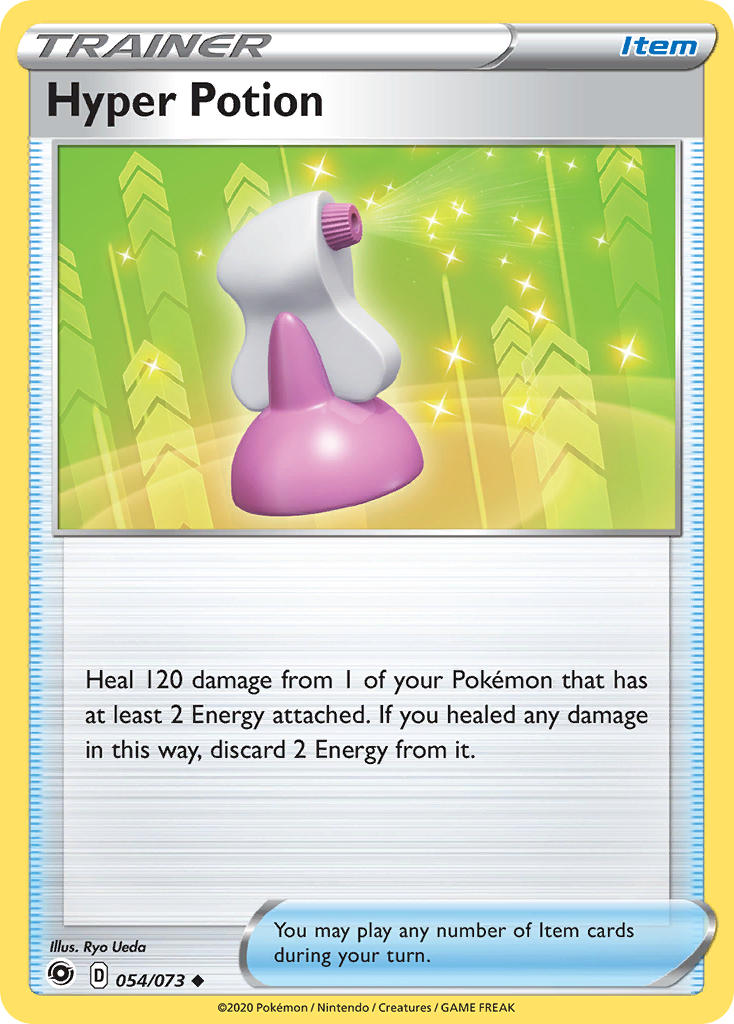 TRAINER
Item
Hyper Potion
Heal 120 damage from 1 of your Pokémon that has
at least 2 Energy attached. If you healed any damage
in this way, discard 2 Energy from it.
You may play any number of Item cards
during your turn.
Illus. Ryo Ueda
D 054/073 ◆
©2020 Pokémon / Nintendo / Creatures / GAME FREAK